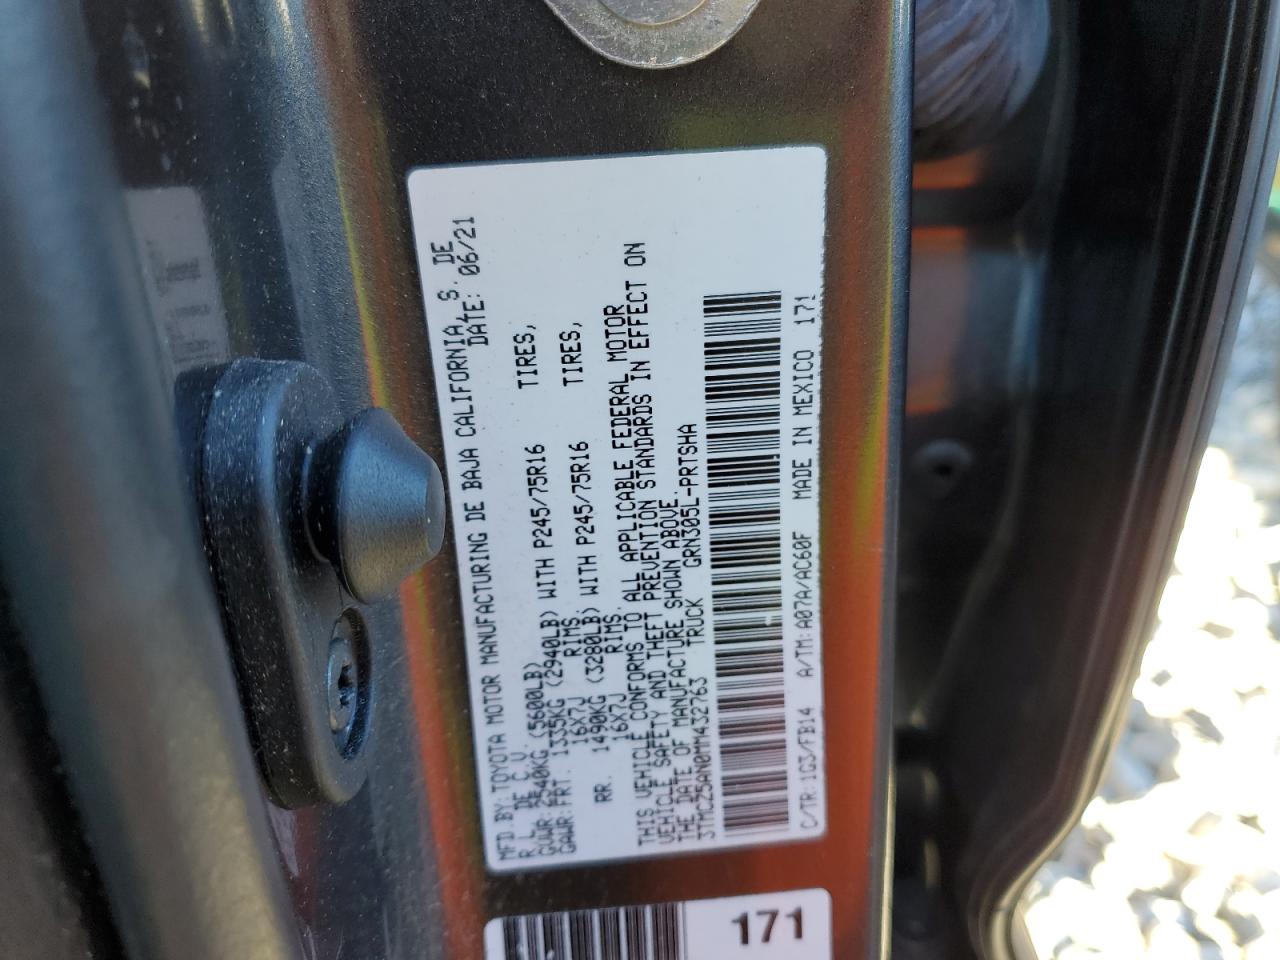 MFD BY: TOYOTA MOTOR MANUFACTURING DE BAJA CALIFORNIA, S. DE
R.L. DE C.V. DATE: 06/21
GVWR: 2540KG (5600LB)
GAWR: FRT. 1335KG (2940LB) WITH P245/75R16 TIRES,
16X7J RIMS,
RR. 1490KG (3280LB) WITH P245/75R16 TIRES,
16X7J RIMS.
THIS VEHICLE CONFORMS TO ALL APPLICABLE FEDERAL MOTOR
VEHICLE SAFETY AND THEFT PREVENTION STANDARDS IN EFFECT ON
THE DATE OF MANUFACTURE SHOWN ABOVE.
3TMCZ5AN0MM432763 TRUCK GRN305L-PRTSHA
C/TR:1G3/FB14 A/TM:A07A/AC60F MADE IN MEXICO 171
171